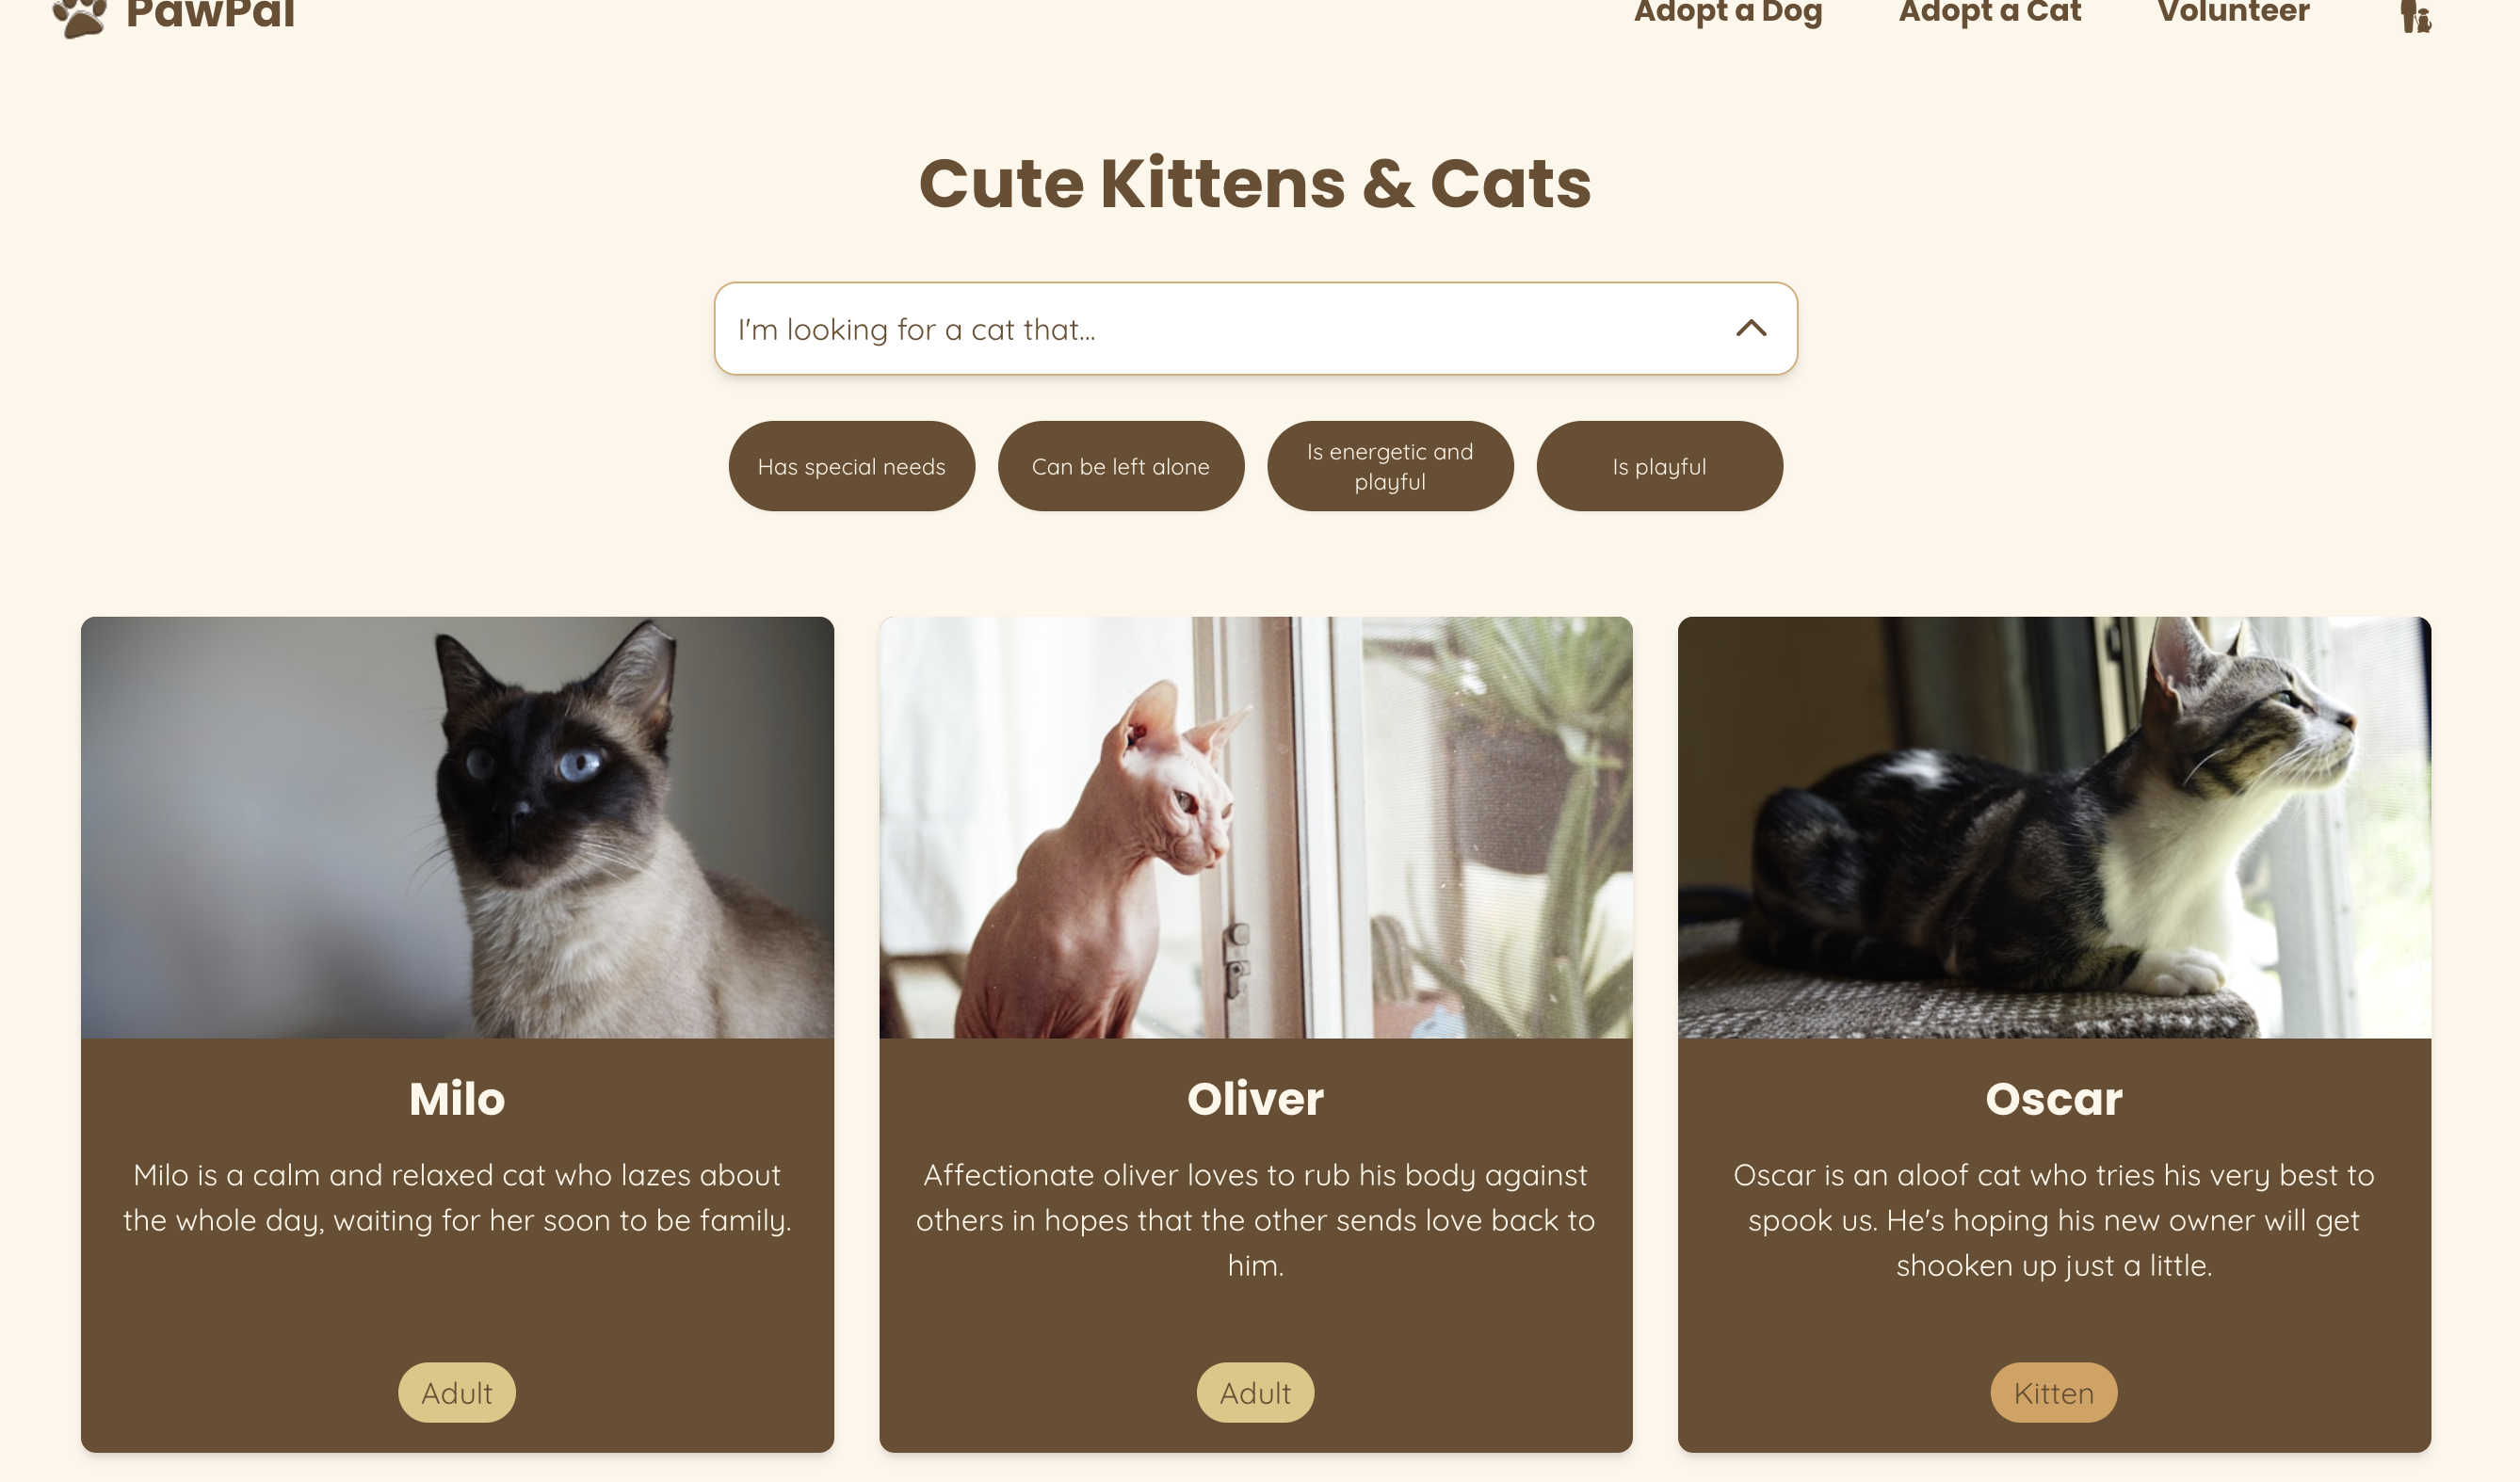 PawPal
Adopt a Dog
Adopt a Cat
Volunteer
Cute Kittens & Cats
I'm looking for a cat that...
Has special needs
Can be left alone
Is energetic and
playful
Is playful
Milo
Milo is a calm and relaxed cat who lazes about
the whole day, waiting for her soon to be family.
Adult
Oliver
Affectionate oliver loves to rub his body against
others in hopes that the other sends love back to
him.
Adult
Oscar
Oscar is an aloof cat who tries his very best to
spook us. He's hoping his new owner will get
shooken up just a little.
Kitten